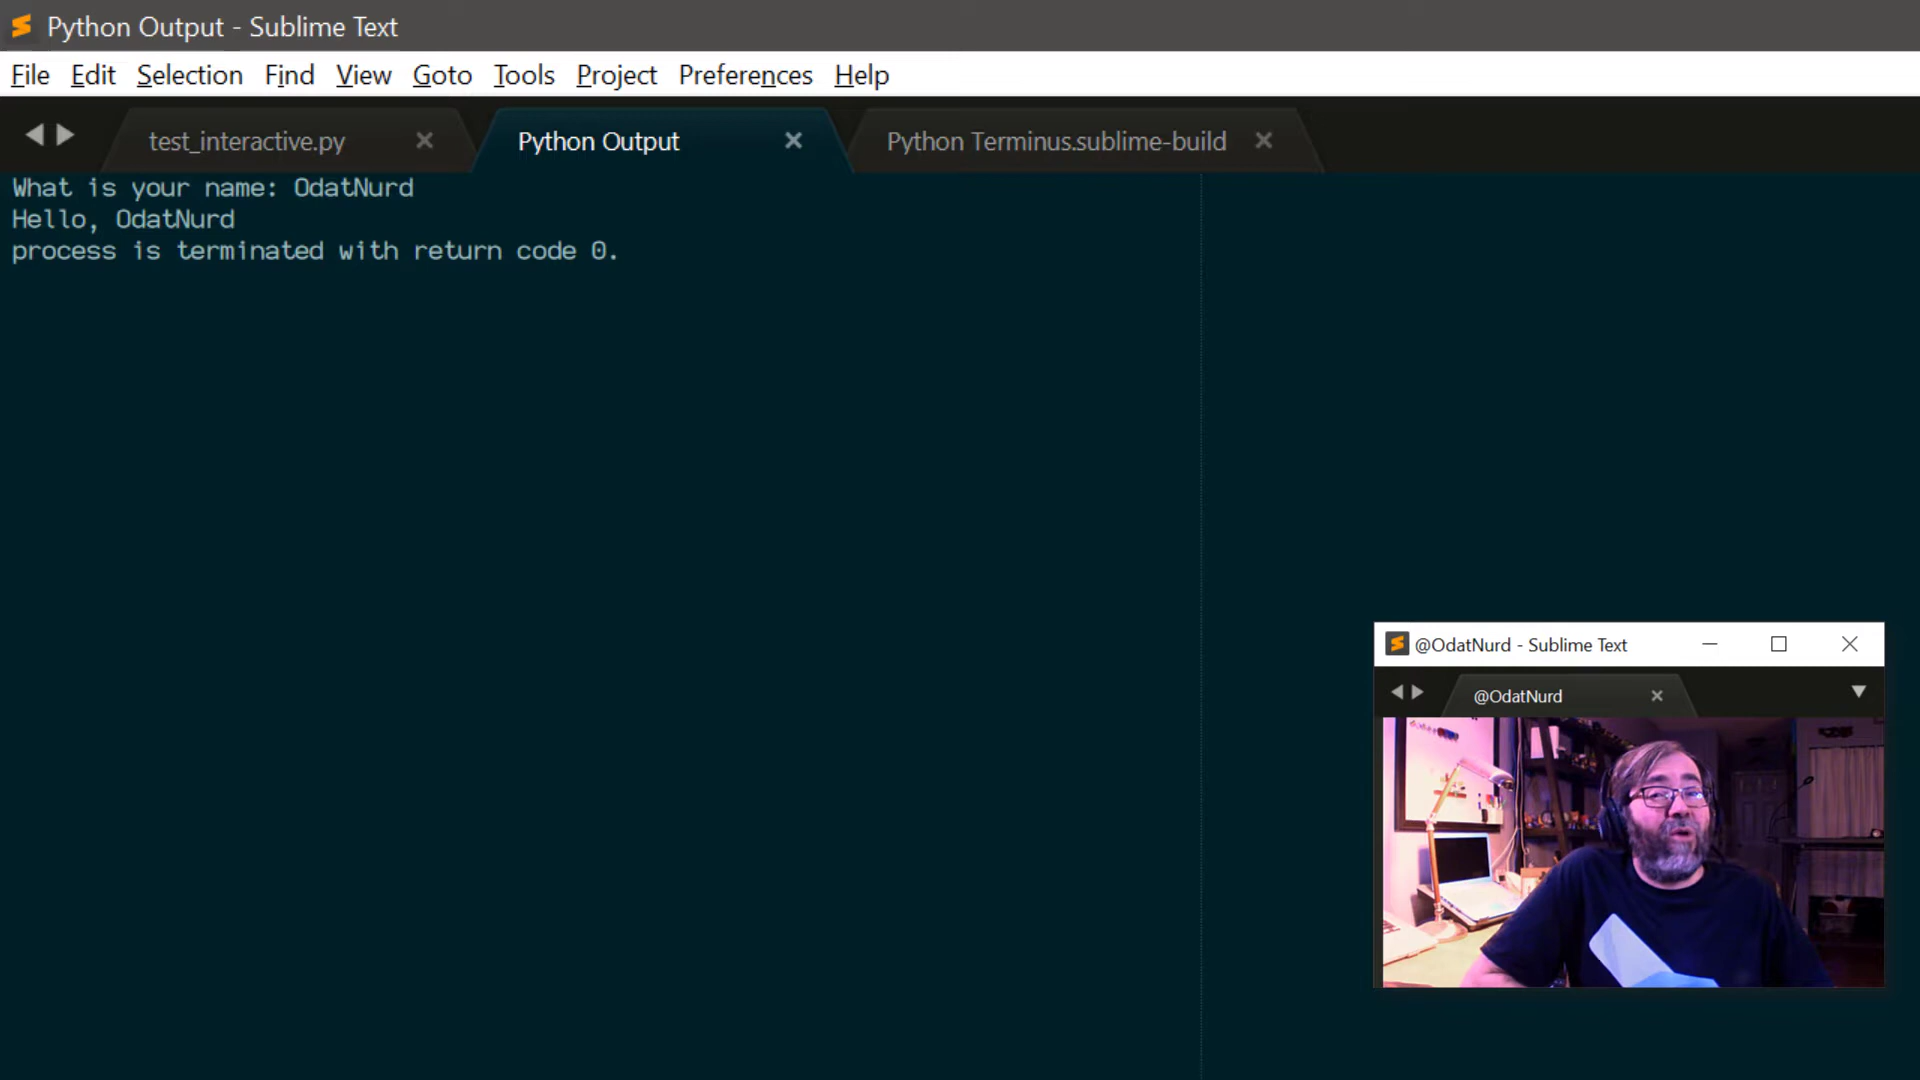 Python Output - Sublime Text
File Edit Selection Find View Goto Tools Project Preferences Help
test_interactive.py
Python Output
Python Terminus.sublime-build
What is your name: OdatNurd
Hello, OdatNurd
process is terminated with return code 0.
@OdatNurd - Sublime Text
@OdatNurd